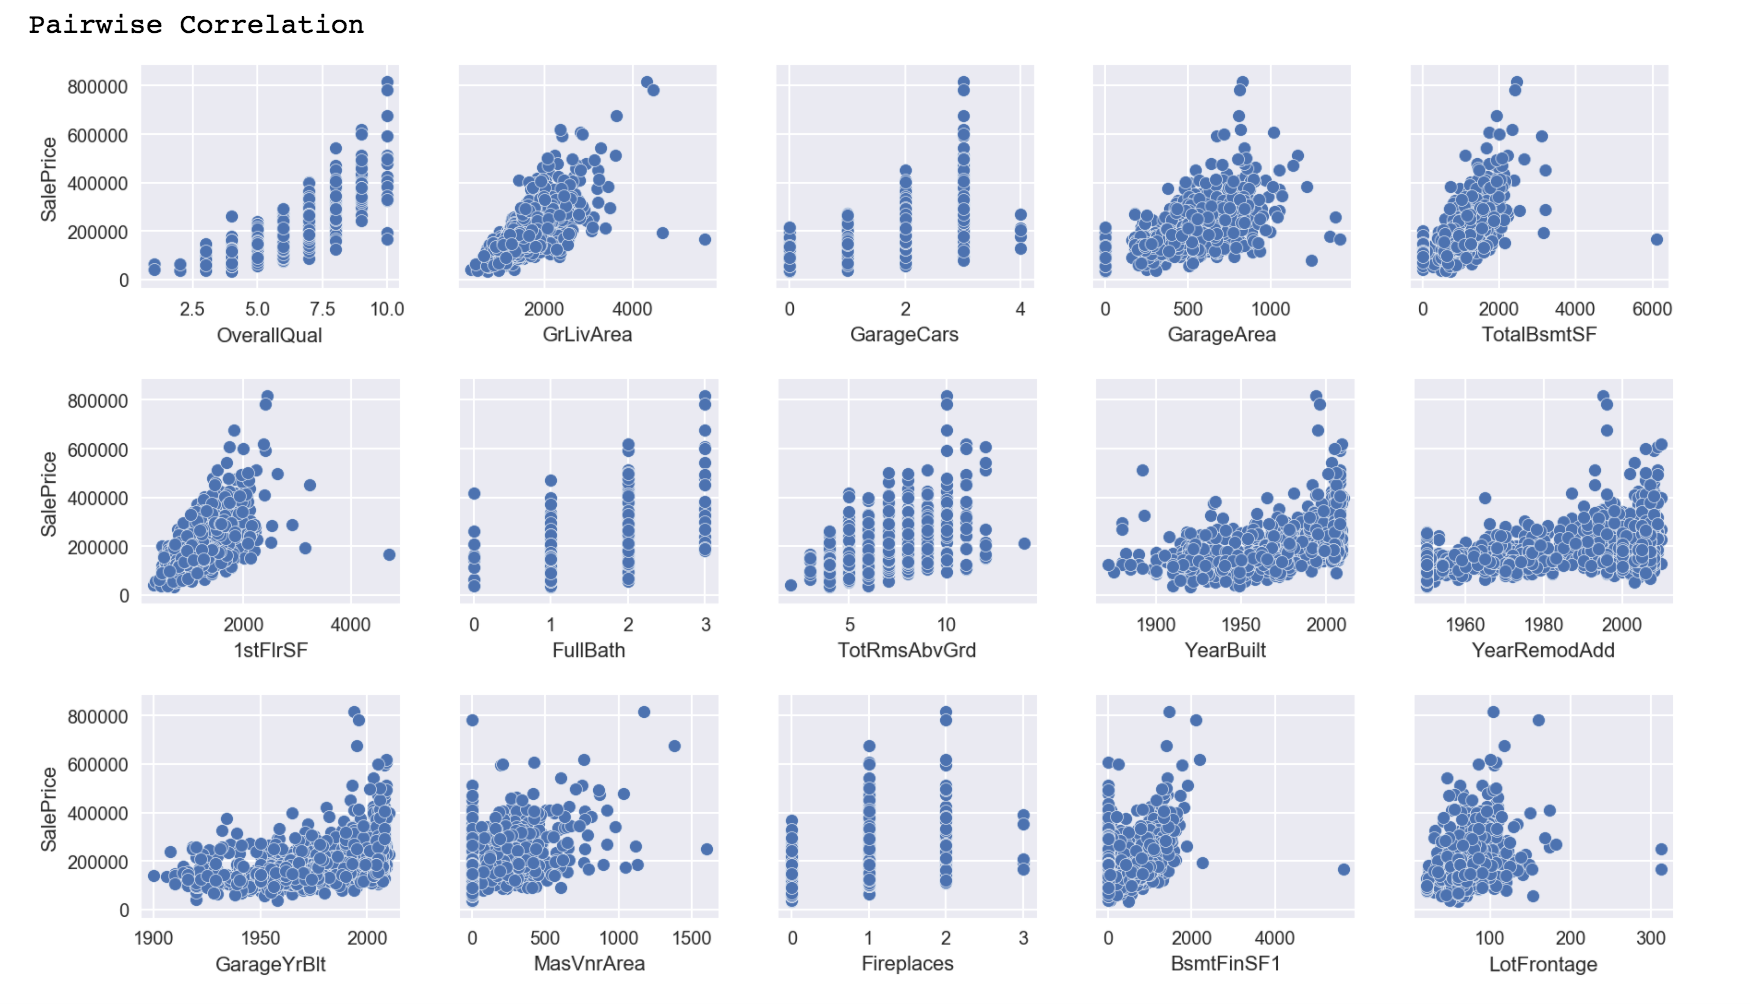 Pairwise Correlation
SalePrice
800000
600000
400000
200000
0
2.5 5.0 7.5 10.0
OverallQual
2000 4000
GrLivArea
0 2 4
GarageCars
0 500 1000
GarageArea
0 2000 4000 6000
TotalBsmtSF
SalePrice
800000
600000
400000
200000
0
2000 4000
1stFlrSF
0 1 2 3
FullBath
5 10
TotRmsAbvGrd
1900 1950 2000
YearBuilt
1960 1980 2000
YearRemodAdd
SalePrice
800000
600000
400000
200000
0
1900 1950 2000
GarageYrBlt
0 500 1000 1500
MasVnrArea
0 1 2 3
Fireplaces
0 2000 4000
BsmtFinSF1
100 200 300
LotFrontage